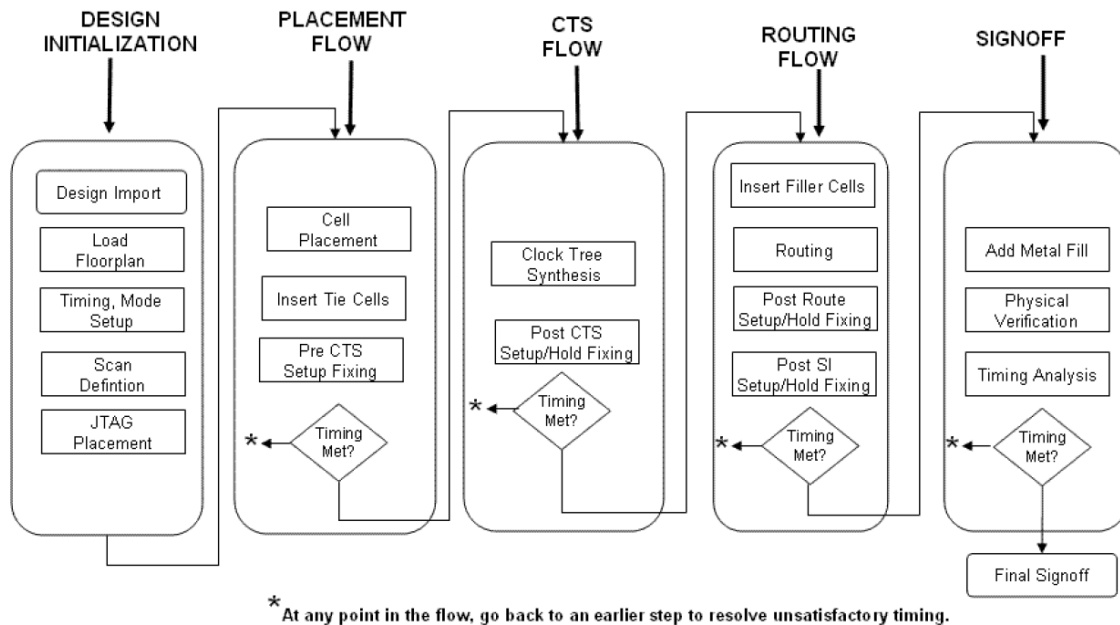 DESIGN
INITIALIZATION
Design Import
Load
Floorplan
Timing, Mode
Setup
Scan
Defintion
JTAG
Placement
PLACEMENT
FLOW
Cell
Placement
Insert Tie Cells
Pre CTS
Setup Fixing
Timing
Met?
*
CTS
FLOW
Clock Tree
Synthesis
Post CTS
Setup/Hold Fixing
Timing
Met?
*
ROUTING
FLOW
Insert Filler Cells
Routing
Post Route
Setup/Hold Fixing
Post SI
Setup/Hold Fixing
Timing
Met?
*
SIGNOFF
Add Metal Fill
Physical
Verification
Timing Analysis
Timing
Met?
*
Final Signoff
*At any point in the flow, go back to an earlier step to resolve unsatisfactory timing.